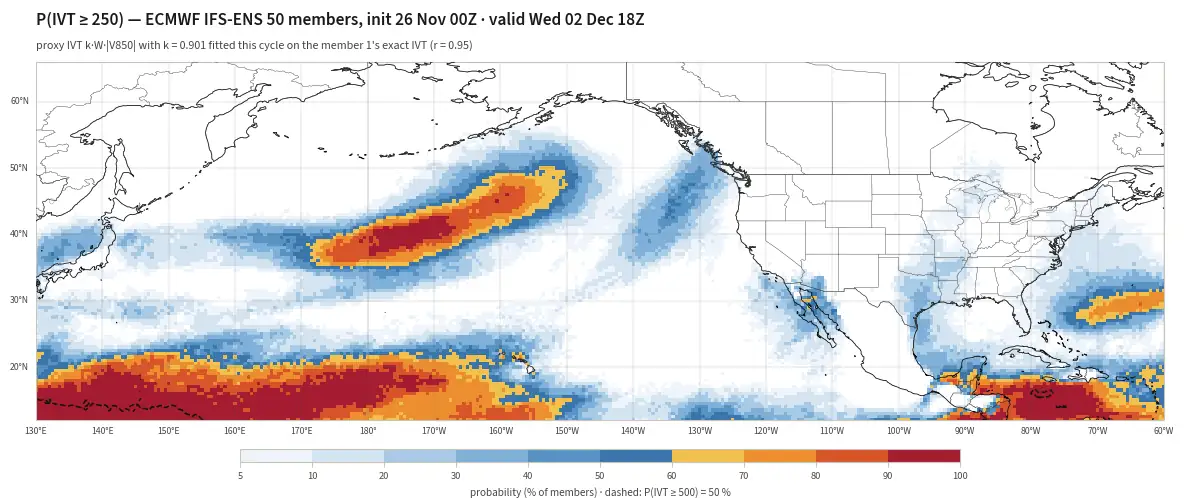 P(IVT ≥ 250) — ECMWF IFS-ENS 50 members, init 26 Nov 00Z · valid Wed 02 Dec 18Z
proxy IVT k·W·|V850| with k = 0.901 fitted this cycle on the member 1's exact IVT (r = 0.95)
60°N
50°N
40°N
30°N
20°N
130°E 140°E 150°E 160°E 170°E 180° 170°W 160°W 150°W 140°W 130°W 120°W 110°W 100°W 90°W 80°W 70°W 60°W
5 10 20 30 40 50 60 70 80 90 100
probability (% of members) · dashed: P(IVT ≥ 500) = 50 %